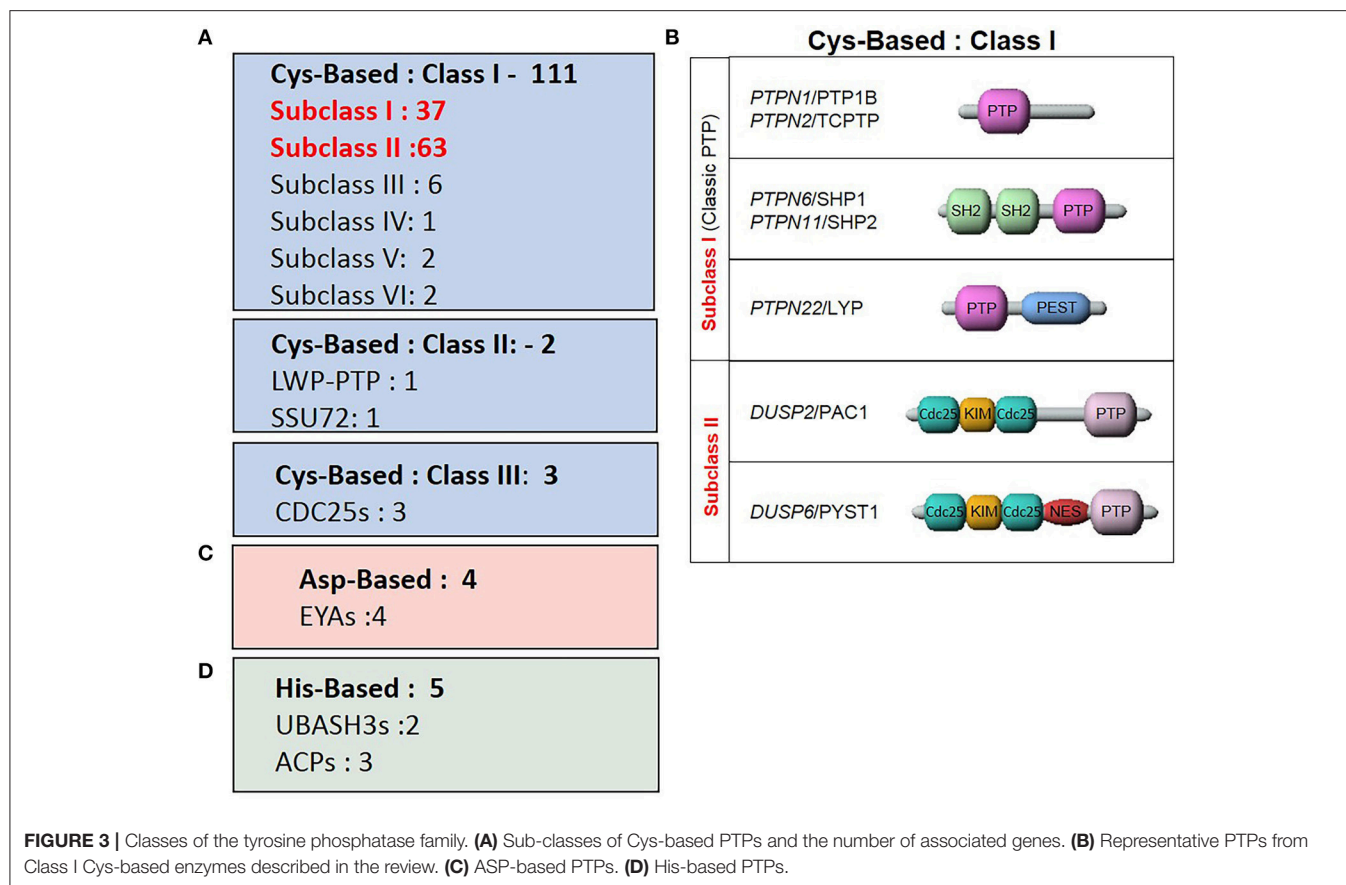 A
Cys-Based : Class I - 111
Subclass I : 37
Subclass II :63
Subclass III : 6
Subclass IV: 1
Subclass V: 2
Subclass VI: 2
Cys-Based : Class II: - 2
LWP-PTP : 1
SSU72: 1
Cys-Based : Class III: 3
CDC25s : 3
C
Asp-Based : 4
EYAs :4
D
His-Based : 5
UBASH3s :2
ACPs : 3
B
Cys-Based : Class I
Subclass I (Classic PTP)
PTPN1/PTP1B
PTPN2/TCPTP
PTP
PTPN6/SHP1
PTPN11/SHP2
SH2 SH2 PTP
PTPN22/LYP
PTP PEST
Subclass II
DUSP2/PAC1
Cdc25 KIM Cdc25 PTP
DUSP6/PYST1
Cdc25 KIM Cdc25 NES PTP
FIGURE 3 | Classes of the tyrosine phosphatase family. (A) Sub-classes of Cys-based PTPs and the number of associated genes. (B) Representative PTPs from
Class I Cys-based enzymes described in the review. (C) ASP-based PTPs. (D) His-based PTPs.